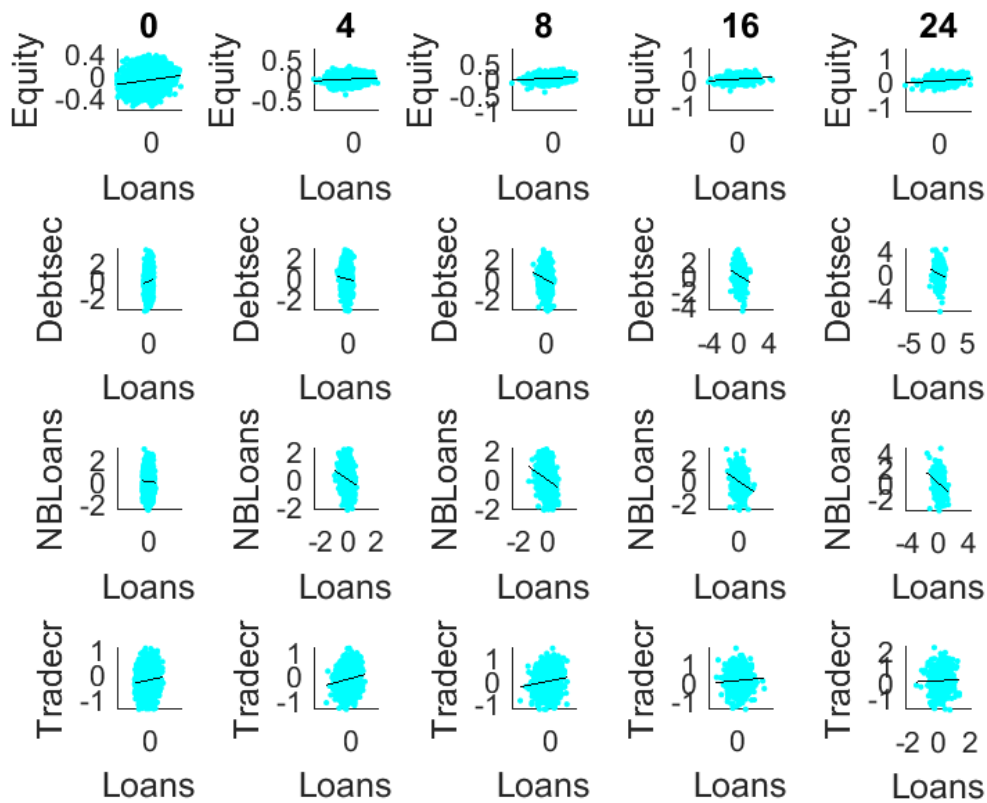 0 4 8 16 24
Equity 0.4 0 -0.4 0 Loans
Equity 0.5 0 -0.5 0 Loans
Equity 0.5 0 -0.5 -1 0 Loans
Equity 1 0 -1 0 Loans
Equity 1 0 -1 0 Loans
Debtsec 2 0 -2 0 Loans
Debtsec 2 0 -2 0 Loans
Debtsec 2 0 -2 0 Loans
Debtsec 2 0 -2 -4 -4 0 4 Loans
Debtsec 4 0 -4 -5 0 5 Loans
NBLoans 2 0 -2 0 Loans
NBLoans 2 0 -2 -2 0 2 Loans
NBLoans 2 0 -2 -2 0 Loans
NBLoans 2 0 -2 0 Loans
NBLoans 4 2 0 -2 -4 0 4 Loans
Tradecr 1 0 -1 0 Loans
Tradecr 1 0 -1 0 Loans
Tradecr 1 0 -1 0 Loans
Tradecr 1 0 -1 0 Loans
Tradecr 2 1 0 -1 -2 0 2 Loans